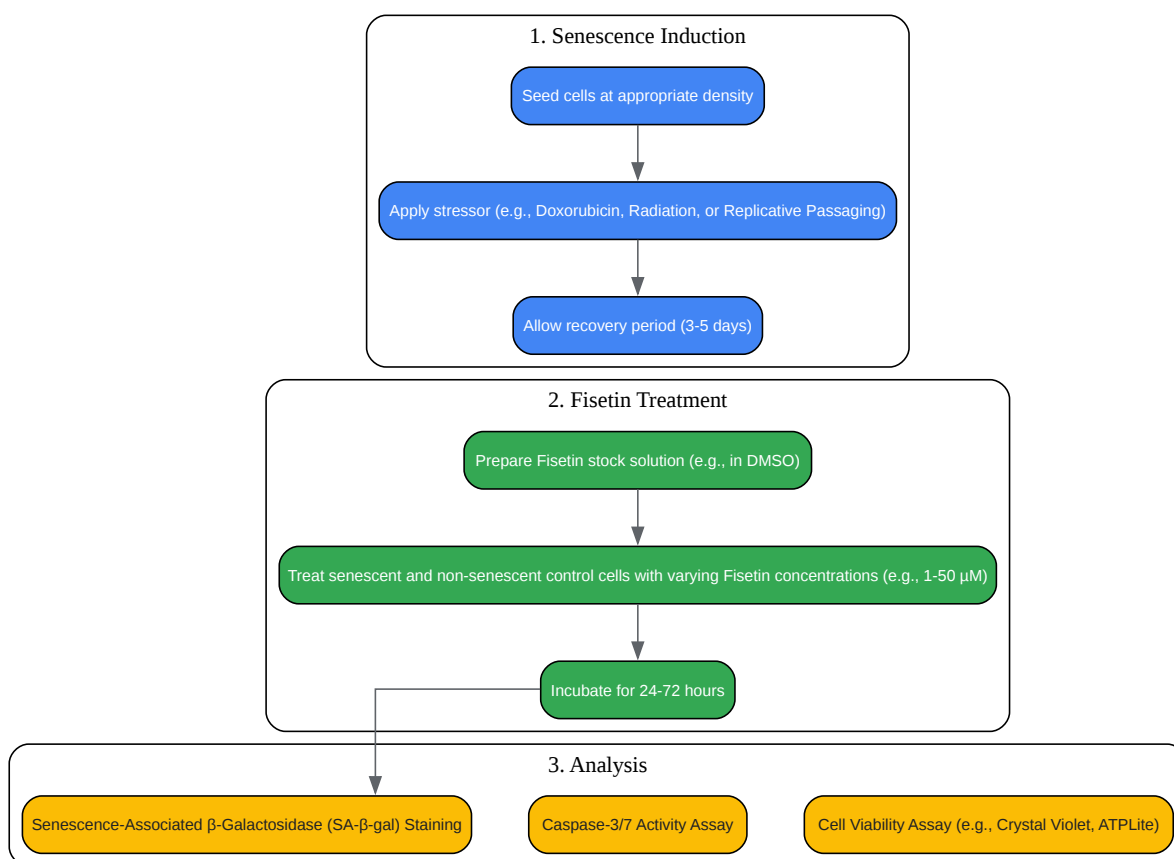 1. Senescence Induction
Seed cells at appropriate density
Apply stressor (e.g., Doxorubicin, Radiation, or Replicative Passaging)
Allow recovery period (3-5 days)
2. Fisetin Treatment
Prepare Fisetin stock solution (e.g., in DMSO)
Treat senescent and non-senescent control cells with varying Fisetin concentrations (e.g., 1-50 µM)
Incubate for 24-72 hours
3. Analysis
Senescence-Associated β-Galactosidase (SA-β-gal) Staining
Caspase-3/7 Activity Assay
Cell Viability Assay (e.g., Crystal Violet, ATPLite)